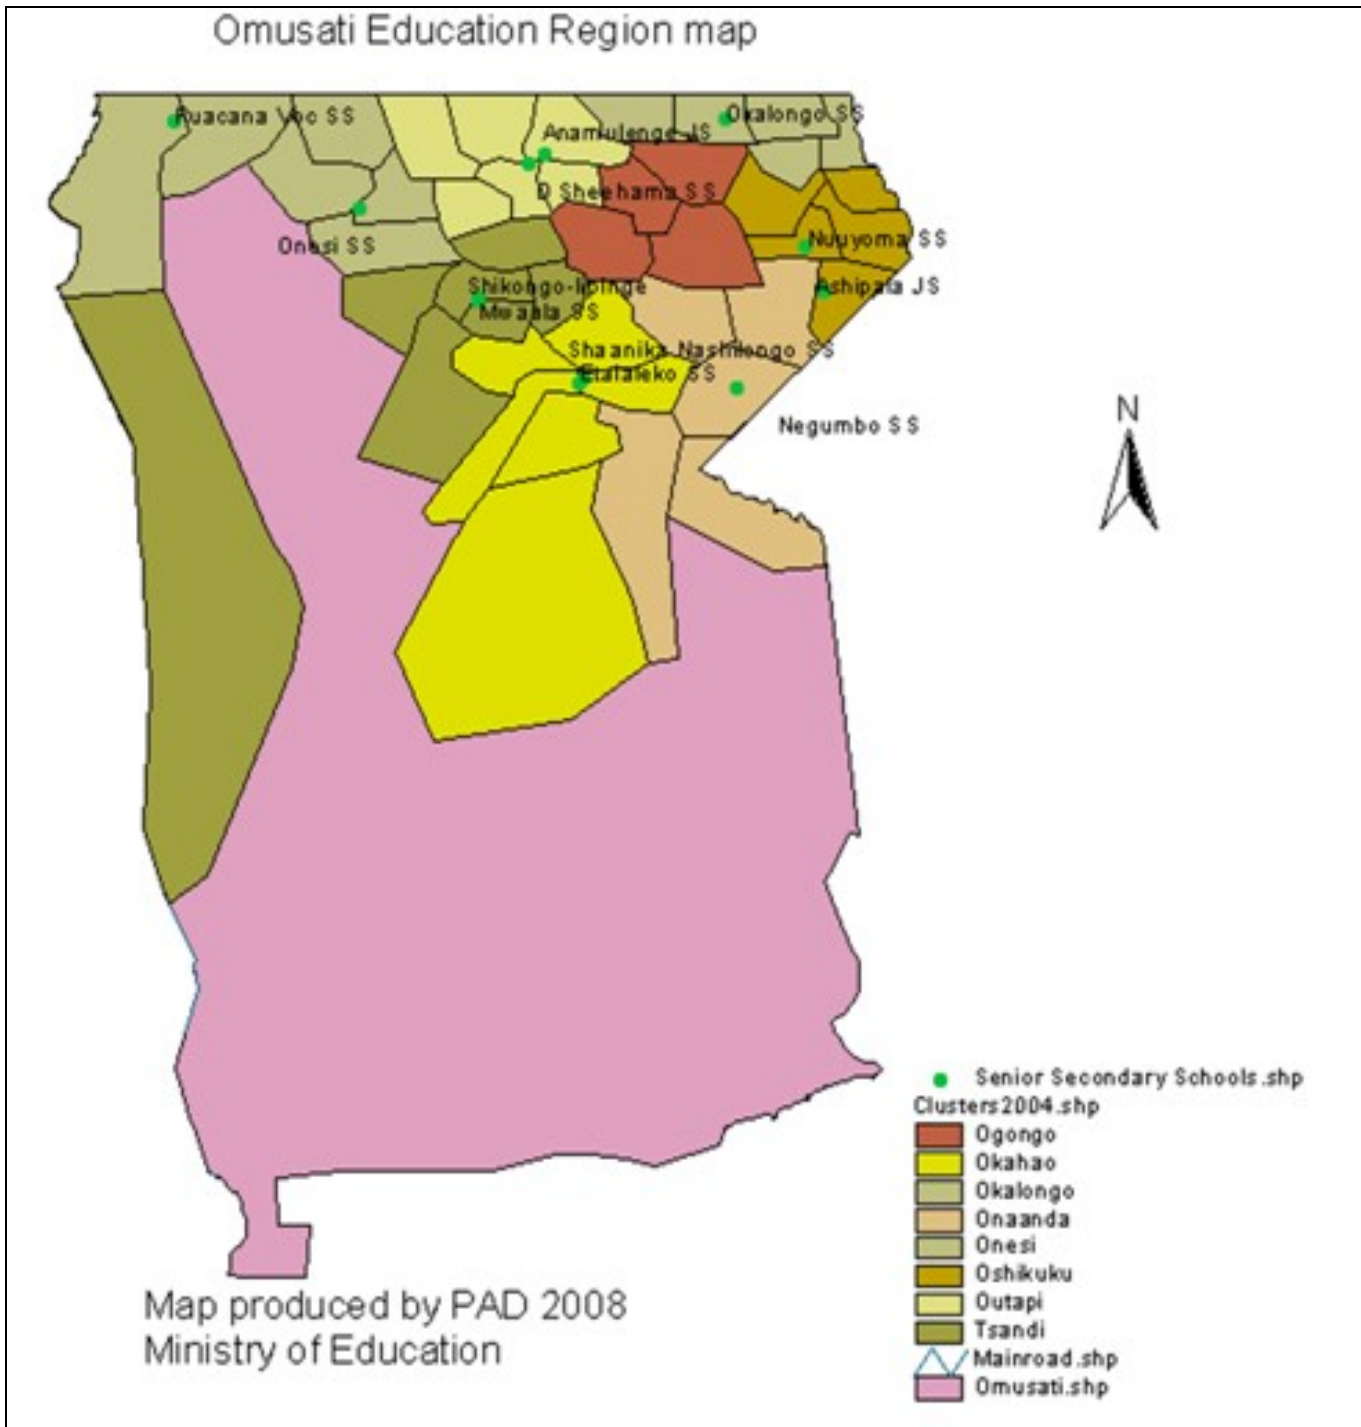 Omusati Education Region map
Ruacana Voc SS
Okalongo SS
Anamulenge JS
D Sheehama SS
Onesi SS
Nuuyoma SS
Shikongo-Iipinge
Ashipala JS
Mwaala SS
Shaanika Nashilongo SS
Etalaleko SS
Negumbo SS
N
Senior Secondary Schools.shp
Clusters2004.shp
Ogongo
Okahao
Okalongo
Onaanda
Onesi
Oshikuku
Outapi
Tsandi
Mainroad.shp
Omusati.shp
Map produced by PAD 2008
Ministry of Education